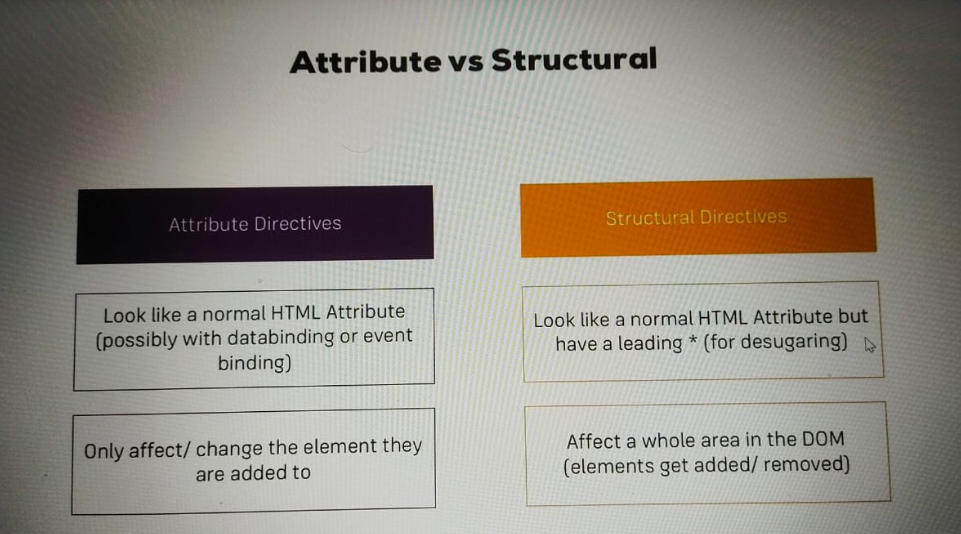 Attribute vs Structural
Attribute Directives
Look like a normal HTML Attribute
(possibly with databinding or event
binding)
Only affect/ change the element they
are added to
Structural Directives
Look like a normal HTML Attribute but
have a leading * (for desugaring)
Affect a whole area in the DOM
(elements get added/ removed)